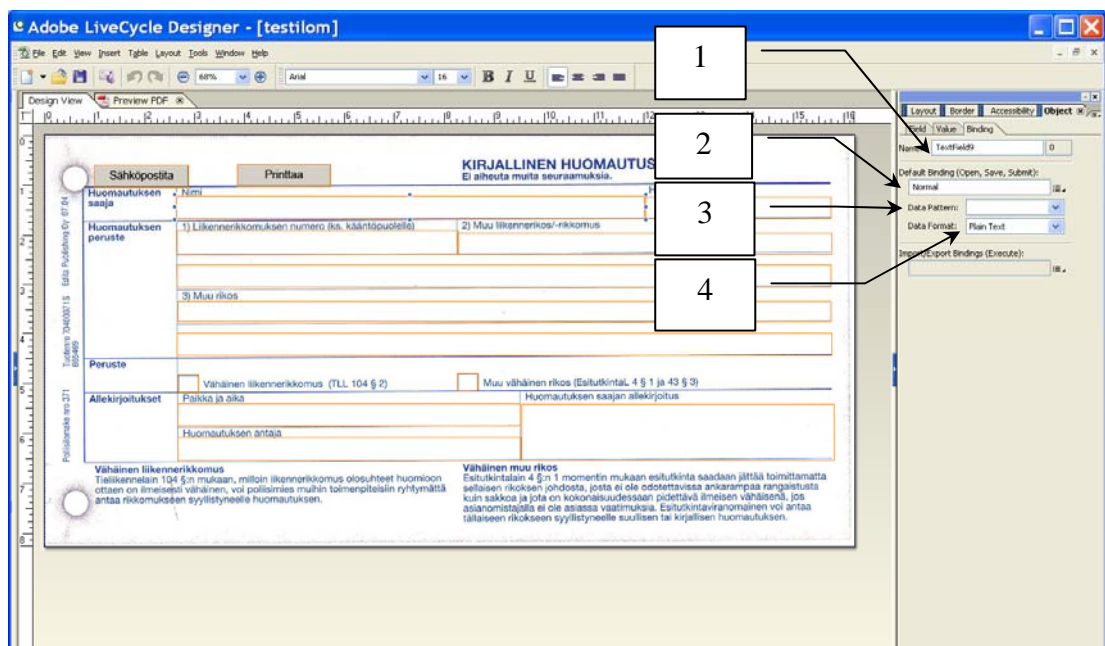 Adobe LiveCycle Designer - [testilom]
File Edit View Insert Table Layout Tools Window Help
68% Arial 16 B I U
Design View Preview PDF
1
2
3
4
Layout Border Accessibility Object
Field Value Binding
Name: TextField9 0
Default Binding (Open, Save, Submit):
Normal
Data Pattern:
Data Format: Plain Text
Import/Export Bindings (Execute):
Sähköpostita Printtaa
KIRJALLINEN HUOMAUTUS
Ei aiheuta muita seuraamuksia.
Huomautuksen saaja
Nimi
H
Huomautuksen peruste
1) Liikennerikkomuksen numero (ks. kääntöpuolelle)
2) Muu liikennerikos/-rikkomus
3) Muu rikos
Peruste
Vähäinen liikennerikkomus (TLL 104 § 2)
Muu vähäinen rikos (EsitutkintaL 4 § 1 ja 43 § 3)
Allekirjoitukset
Paikka ja aika
Huomautuksen saajan allekirjoitus
Huomautuksen antaja
Vähäinen liikennerikkomus
Tieliikennelain 104 §:n mukaan, milloin liikennerikkomus olosuhteet huomioon
ottaen on ilmeisesti vähäinen, voi poliisimies muihin toimenpiteisiin ryhtymättä
antaa rikkomukseen syyllistyneelle huomautuksen.
Vähäinen muu rikos
Esitutkintalain 4 §:n 1 momentin mukaan esitutkinta saadaan jättää toimittamatta
sellaisen rikoksen johdosta, josta ei ole odotettavissa ankarampaa rangaistusta
kuin sakkoa ja jota on kokonaisuudessaan pidettävä ilmeisen vähäisenä, jos
asianomistajalla ei ole asiassa vaatimuksia. Esitutkintaviranomainen voi antaa
tällaiseen rikokseen syyllistyneelle suullisen tai kirjallisen huomautuksen.
Poliisilomake nro 371
Edita Publishing Oy 07.04